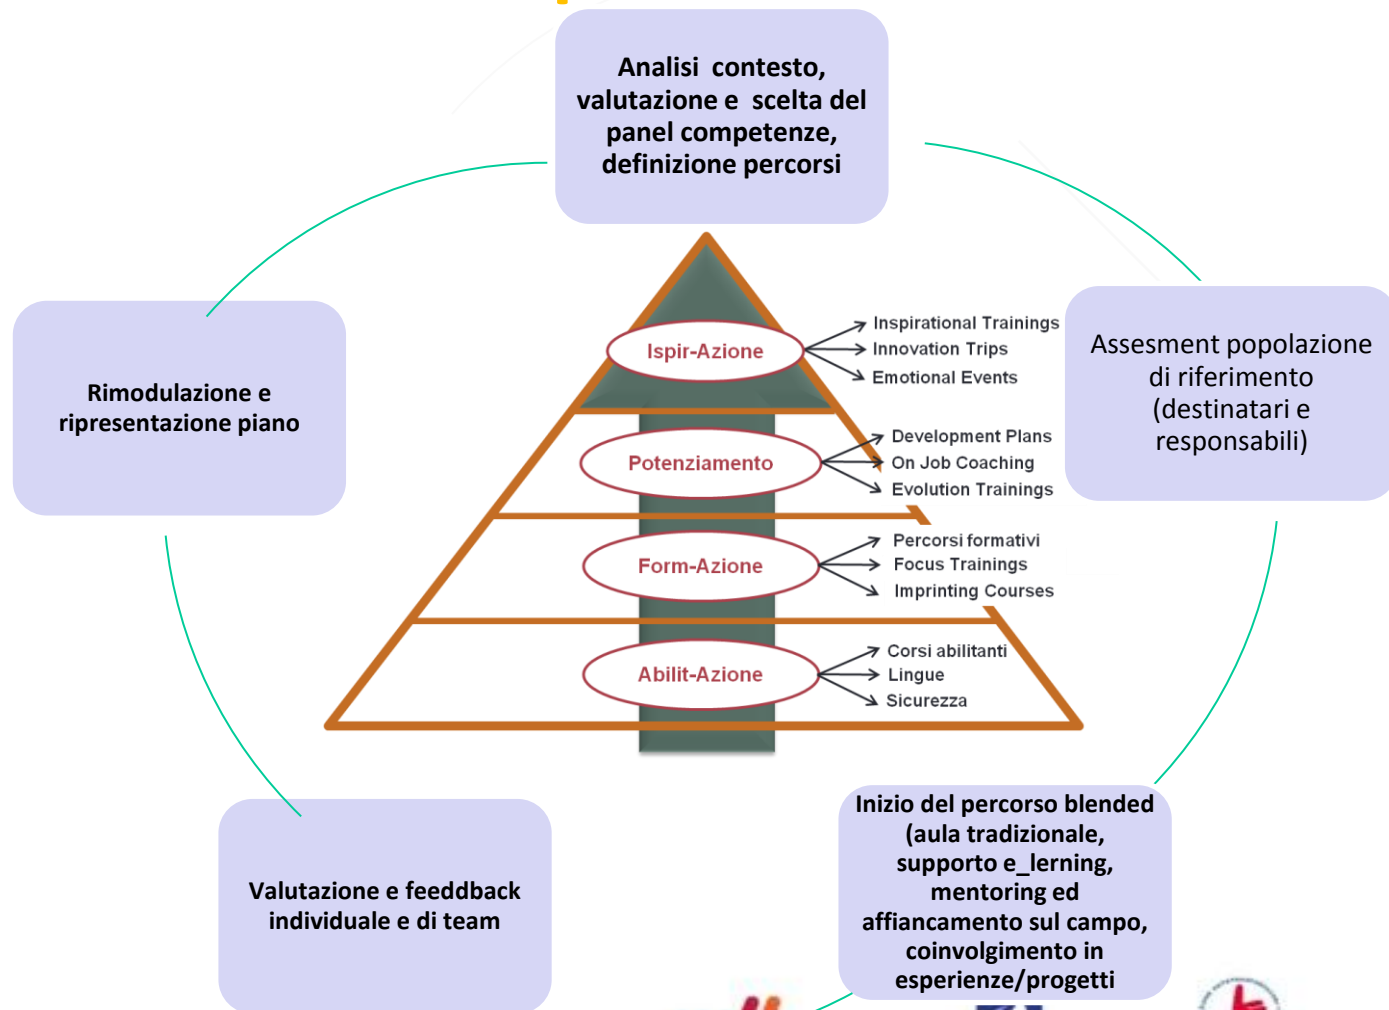 Analisi  contesto,
valutazione e  scelta del
panel competenze,
definizione percorsi
Rimodulazione e
ripresentazione piano
Assesment popolazione
di riferimento
(destinatari e
responsabili)
Ispir-Azione
Inspirational Trainings
Innovation Trips
Emotional Events
Potenziamento
Development Plans
On Job Coaching
Evolution Trainings
Form-Azione
Percorsi formativi
Focus Trainings
Imprinting Courses
Abilit-Azione
Corsi abilitanti
Lingue
Sicurezza
Valutazione e feeddback
individuale e di team
Inizio del percorso blended
(aula tradizionale,
supporto e_lerning,
mentoring ed
affiancamento sul campo,
coinvolgimento in
esperienze/progetti